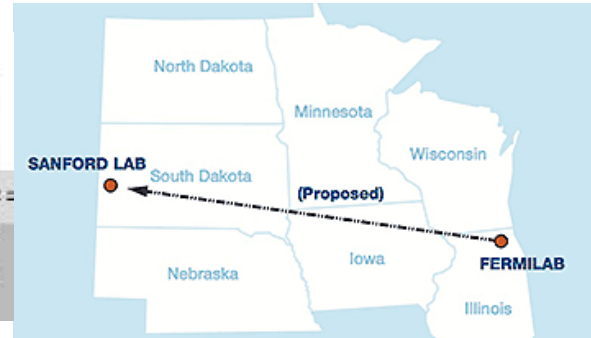 North Dakota
Minnesota
Wisconsin
SANFORD LAB
South Dakota
(Proposed)
Iowa
FERMILAB
Nebraska
Illinois